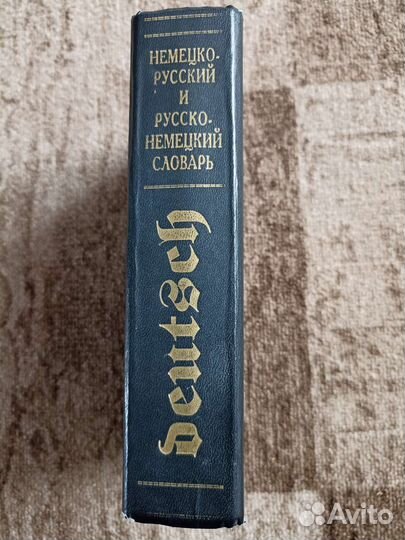 НЕМЕЦКО-
РУССКИЙ
И
РУССКО-
НЕМЕЦКИЙ
СЛОВАРЬ
Deutsch
Avito